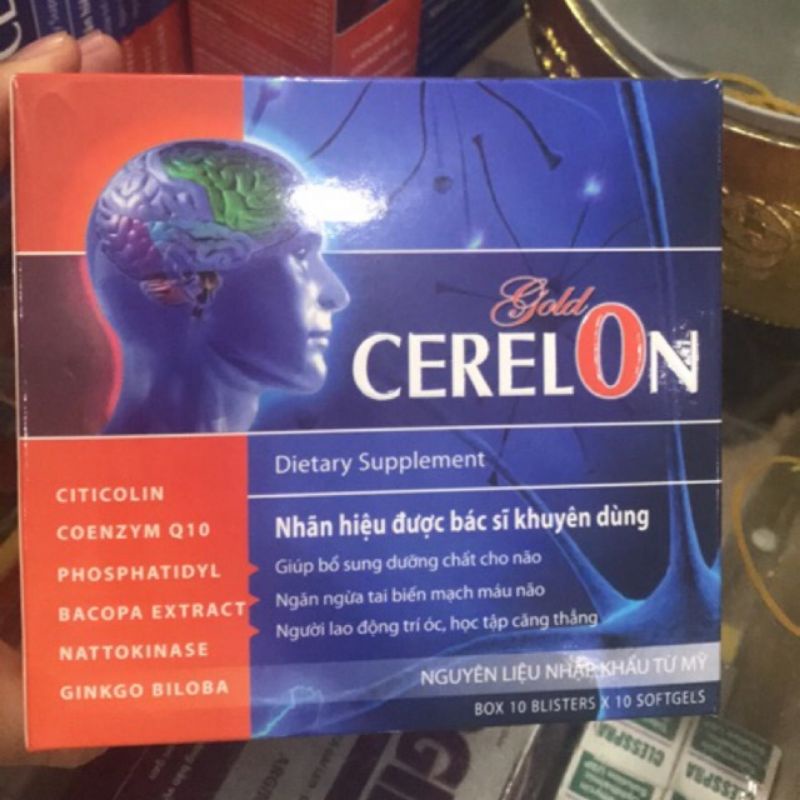 Gold
CERELON
Dietary Supplement
CITICOLIN
COENZYM Q10
PHOSPHATIDYL
BACOPA EXTRACT
NATTOKINASE
GINKGO BILOBA
Nhãn hiệu được bác sĩ khuyên dùng
Giúp bổ sung dưỡng chất cho não
Ngăn ngừa tai biến mạch máu não
Người lao động trí óc, học tập căng thẳng
NGUYÊN LIỆU NHẬP KHẨU TỪ MỸ
BOX 10 BLISTERS X 10 SOFTGELS